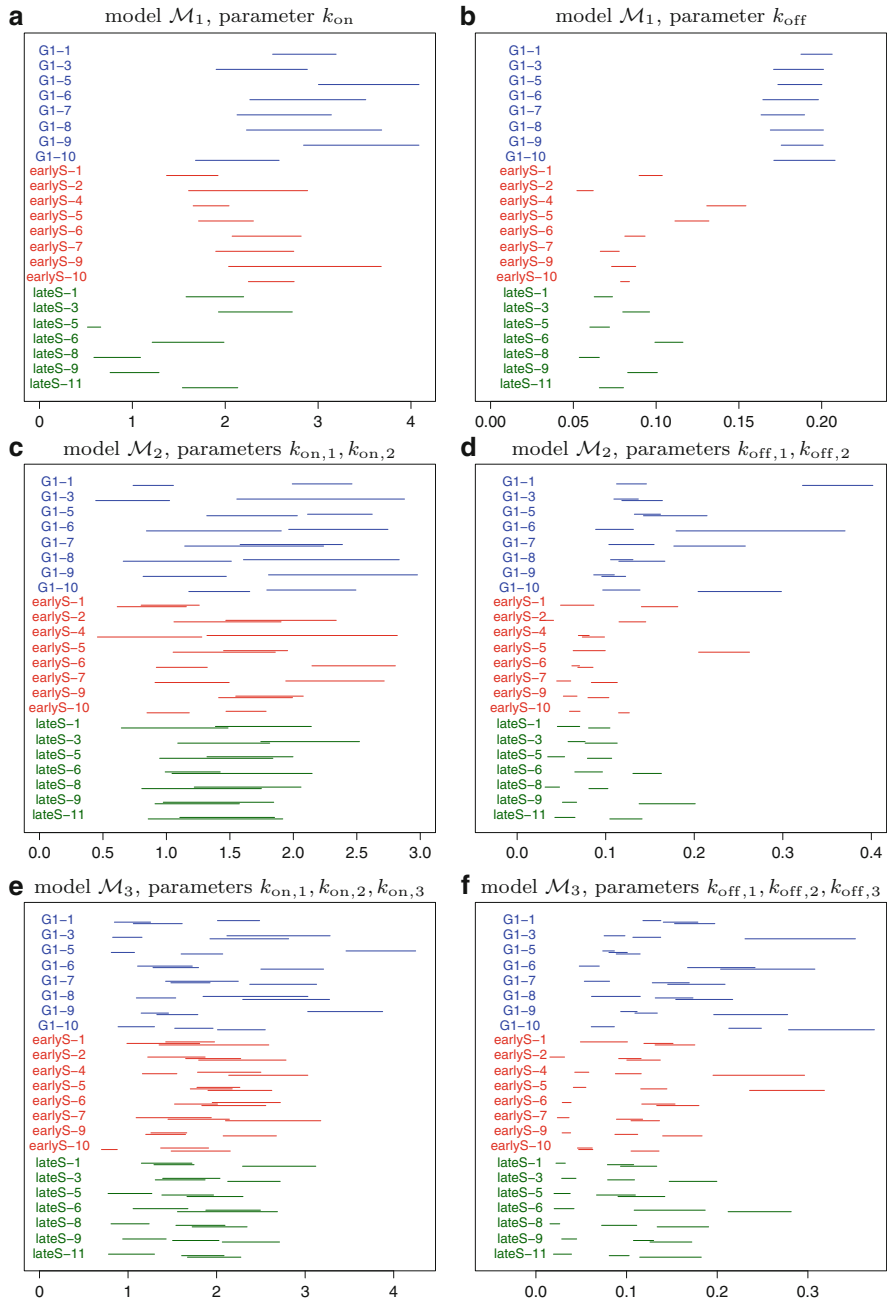 a model ℳ₁, parameter k_on
G1−1
G1−3
G1−5
G1−6
G1−7
G1−8
G1−9
G1−10
earlyS−1
earlyS−2
earlyS−4
earlyS−5
earlyS−6
earlyS−7
earlyS−9
earlyS−10
lateS−1
lateS−3
lateS−5
lateS−6
lateS−8
lateS−9
lateS−11
0 1 2 3 4
b model ℳ₁, parameter k_off
G1−1
G1−3
G1−5
G1−6
G1−7
G1−8
G1−9
G1−10
earlyS−1
earlyS−2
earlyS−4
earlyS−5
earlyS−6
earlyS−7
earlyS−9
earlyS−10
lateS−1
lateS−3
lateS−5
lateS−6
lateS−8
lateS−9
lateS−11
0.00 0.05 0.10 0.15 0.20
c model ℳ₂, parameters k_on,1, k_on,2
G1−1
G1−3
G1−5
G1−6
G1−7
G1−8
G1−9
G1−10
earlyS−1
earlyS−2
earlyS−4
earlyS−5
earlyS−6
earlyS−7
earlyS−9
earlyS−10
lateS−1
lateS−3
lateS−5
lateS−6
lateS−8
lateS−9
lateS−11
0.0 0.5 1.0 1.5 2.0 2.5 3.0
d model ℳ₂, parameters k_off,1, k_off,2
G1−1
G1−3
G1−5
G1−6
G1−7
G1−8
G1−9
G1−10
earlyS−1
earlyS−2
earlyS−4
earlyS−5
earlyS−6
earlyS−7
earlyS−9
earlyS−10
lateS−1
lateS−3
lateS−5
lateS−6
lateS−8
lateS−9
lateS−11
0.0 0.1 0.2 0.3 0.4
e model ℳ₃, parameters k_on,1, k_on,2, k_on,3
G1−1
G1−3
G1−5
G1−6
G1−7
G1−8
G1−9
G1−10
earlyS−1
earlyS−2
earlyS−4
earlyS−5
earlyS−6
earlyS−7
earlyS−9
earlyS−10
lateS−1
lateS−3
lateS−5
lateS−6
lateS−8
lateS−9
lateS−11
0 1 2 3 4
f model ℳ₃, parameters k_off,1, k_off,2, k_off,3
G1−1
G1−3
G1−5
G1−6
G1−7
G1−8
G1−9
G1−10
earlyS−1
earlyS−2
earlyS−4
earlyS−5
earlyS−6
earlyS−7
earlyS−9
earlyS−10
lateS−1
lateS−3
lateS−5
lateS−6
lateS−8
lateS−9
lateS−11
0.0 0.1 0.2 0.3